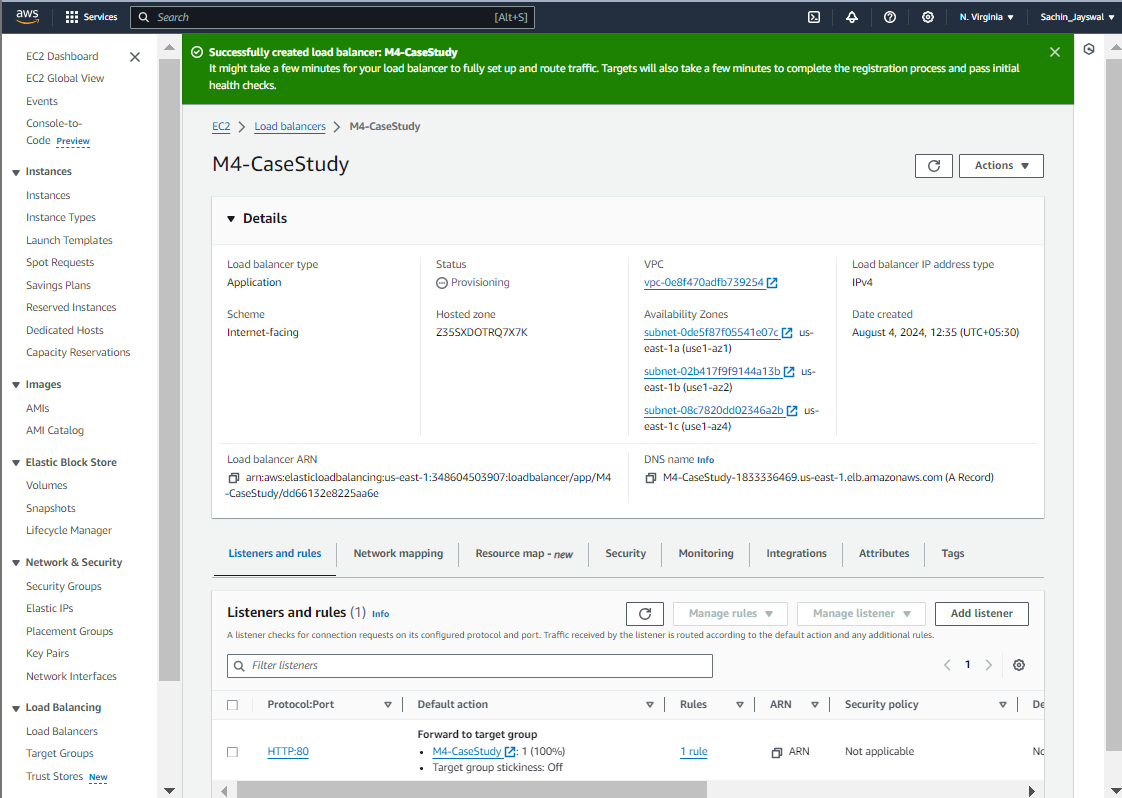 aws
Services
Search
[Alt+S]
N. Virginia
Sachin_Jayswal
EC2 Dashboard
EC2 Global View
Events
Console-to-
Code Preview
Instances
Instances
Instance Types
Launch Templates
Spot Requests
Savings Plans
Reserved Instances
Dedicated Hosts
Capacity Reservations
Images
AMIs
AMI Catalog
Elastic Block Store
Volumes
Snapshots
Lifecycle Manager
Network & Security
Security Groups
Elastic IPs
Placement Groups
Key Pairs
Network Interfaces
Load Balancing
Load Balancers
Target Groups
Trust Stores New
Successfully created load balancer: M4-CaseStudy
It might take a few minutes for your load balancer to fully set up and route traffic. Targets will also take a few minutes to complete the registration process and pass initial
health checks.
EC2
Load balancers
M4-CaseStudy
M4-CaseStudy
Actions
Details
Load balancer type
Application
Status
Provisioning
VPC
vpc-0e8f470adfb739254
Load balancer IP address type
IPv4
Scheme
Internet-facing
Hosted zone
Z35SXDOTRQ7X7K
Availability Zones
subnet-0de5f87f05541e07c us-
east-1a (use1-az1)
subnet-02b417f9f9144a13b us-
east-1b (use1-az2)
subnet-08c7820dd02346a2b us-
east-1c (use1-az4)
Date created
August 4, 2024, 12:35 (UTC+05:30)
Load balancer ARN
arn:aws:elasticloadbalancing:us-east-1:348604503907:loadbalancer/app/M4
-CaseStudy/dd66132e8225aa6e
DNS name Info
M4-CaseStudy-1833336469.us-east-1.elb.amazonaws.com (A Record)
Listeners and rules
Network mapping
Resource map - new
Security
Monitoring
Integrations
Attributes
Tags
Listeners and rules (1) Info
Manage rules
Manage listener
Add listener
A listener checks for connection requests on its configured protocol and port. Traffic received by the listener is routed according to the default action and any additional rules.
Filter listeners
1
Protocol:Port
Default action
Rules
ARN
Security policy
De
HTTP:80
Forward to target group
• M4-CaseStudy : 1 (100%)
• Target group stickiness: Off
1 rule
ARN
Not applicable
No